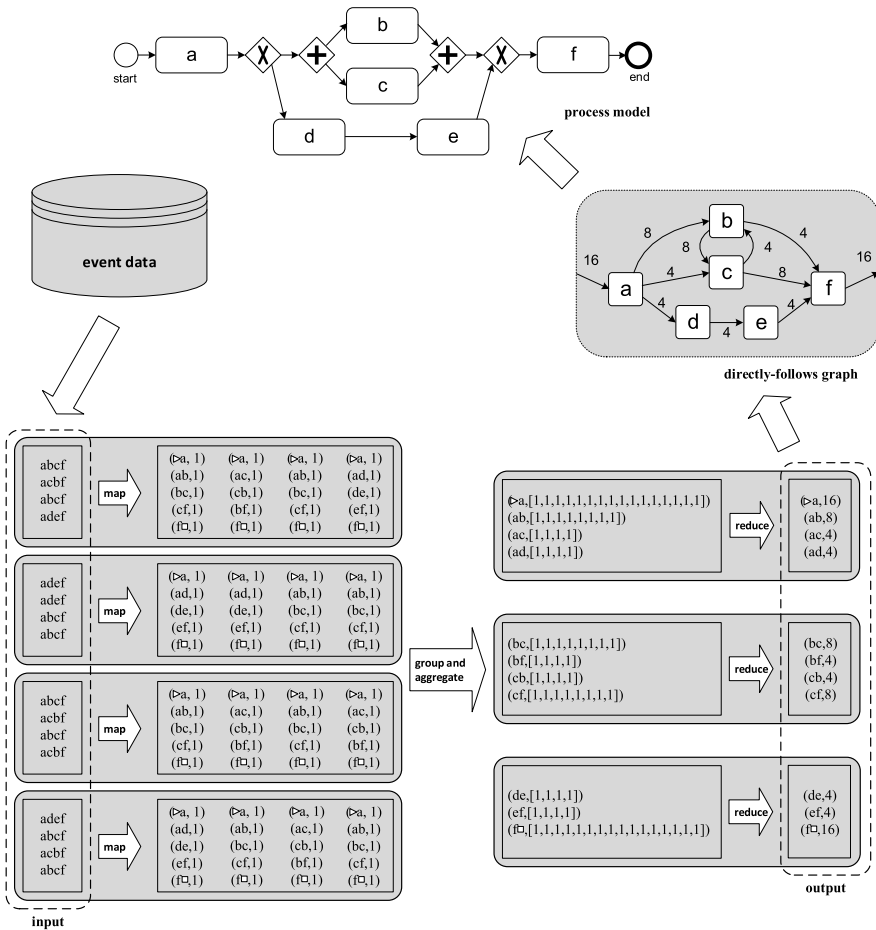 b
a
f
c
start
end
d
e
process model
event data
8
b
4
16
8
4
16
a
4
c
8
f
4
4
d
4
e
directly-follows graph
abcf
acbf
abcf
adef
map
(▷a, 1) (▷a, 1) (▷a, 1) (▷a, 1)
(ab,1) (ac,1) (ab,1) (ad,1)
(bc,1) (cb,1) (bc,1) (de,1)
(cf,1) (bf,1) (cf,1) (ef,1)
(f□,1) (f□,1) (f□,1) (f□,1)
adef
adef
abcf
abcf
map
(▷a, 1) (▷a, 1) (▷a, 1) (▷a, 1)
(ad,1) (ad,1) (ab,1) (ab,1)
(de,1) (de,1) (bc,1) (bc,1)
(ef,1) (ef,1) (cf,1) (cf,1)
(f□,1) (f□,1) (f□,1) (f□,1)
abcf
acbf
abcf
acbf
map
(▷a, 1) (▷a, 1) (▷a, 1) (▷a, 1)
(ab,1) (ac,1) (ab,1) (ac,1)
(bc,1) (cb,1) (bc,1) (cb,1)
(cf,1) (bf,1) (cf,1) (bf,1)
(f□,1) (f□,1) (f□,1) (f□,1)
adef
abcf
acbf
abcf
map
(▷a, 1) (▷a, 1) (▷a, 1) (▷a, 1)
(ad,1) (ab,1) (ac,1) (ab,1)
(de,1) (bc,1) (cb,1) (bc,1)
(ef,1) (cf,1) (bf,1) (cf,1)
(f□,1) (f□,1) (f□,1) (f□,1)
input
group and
aggregate
(▷a,[1,1,1,1,1,1,1,1,1,1,1,1,1,1,1,1])
(ab,[1,1,1,1,1,1,1,1])
(ac,[1,1,1,1])
(ad,[1,1,1,1])
reduce
(▷a,16)
(ab,8)
(ac,4)
(ad,4)
(bc,[1,1,1,1,1,1,1,1])
(bf,[1,1,1,1])
(cb,[1,1,1,1])
(cf,[1,1,1,1,1,1,1,1])
reduce
(bc,8)
(bf,4)
(cb,4)
(cf,8)
(de,[1,1,1,1])
(ef,[1,1,1,1])
(f□,[1,1,1,1,1,1,1,1,1,1,1,1,1,1,1,1])
reduce
(de,4)
(ef,4)
(f□,16)
output